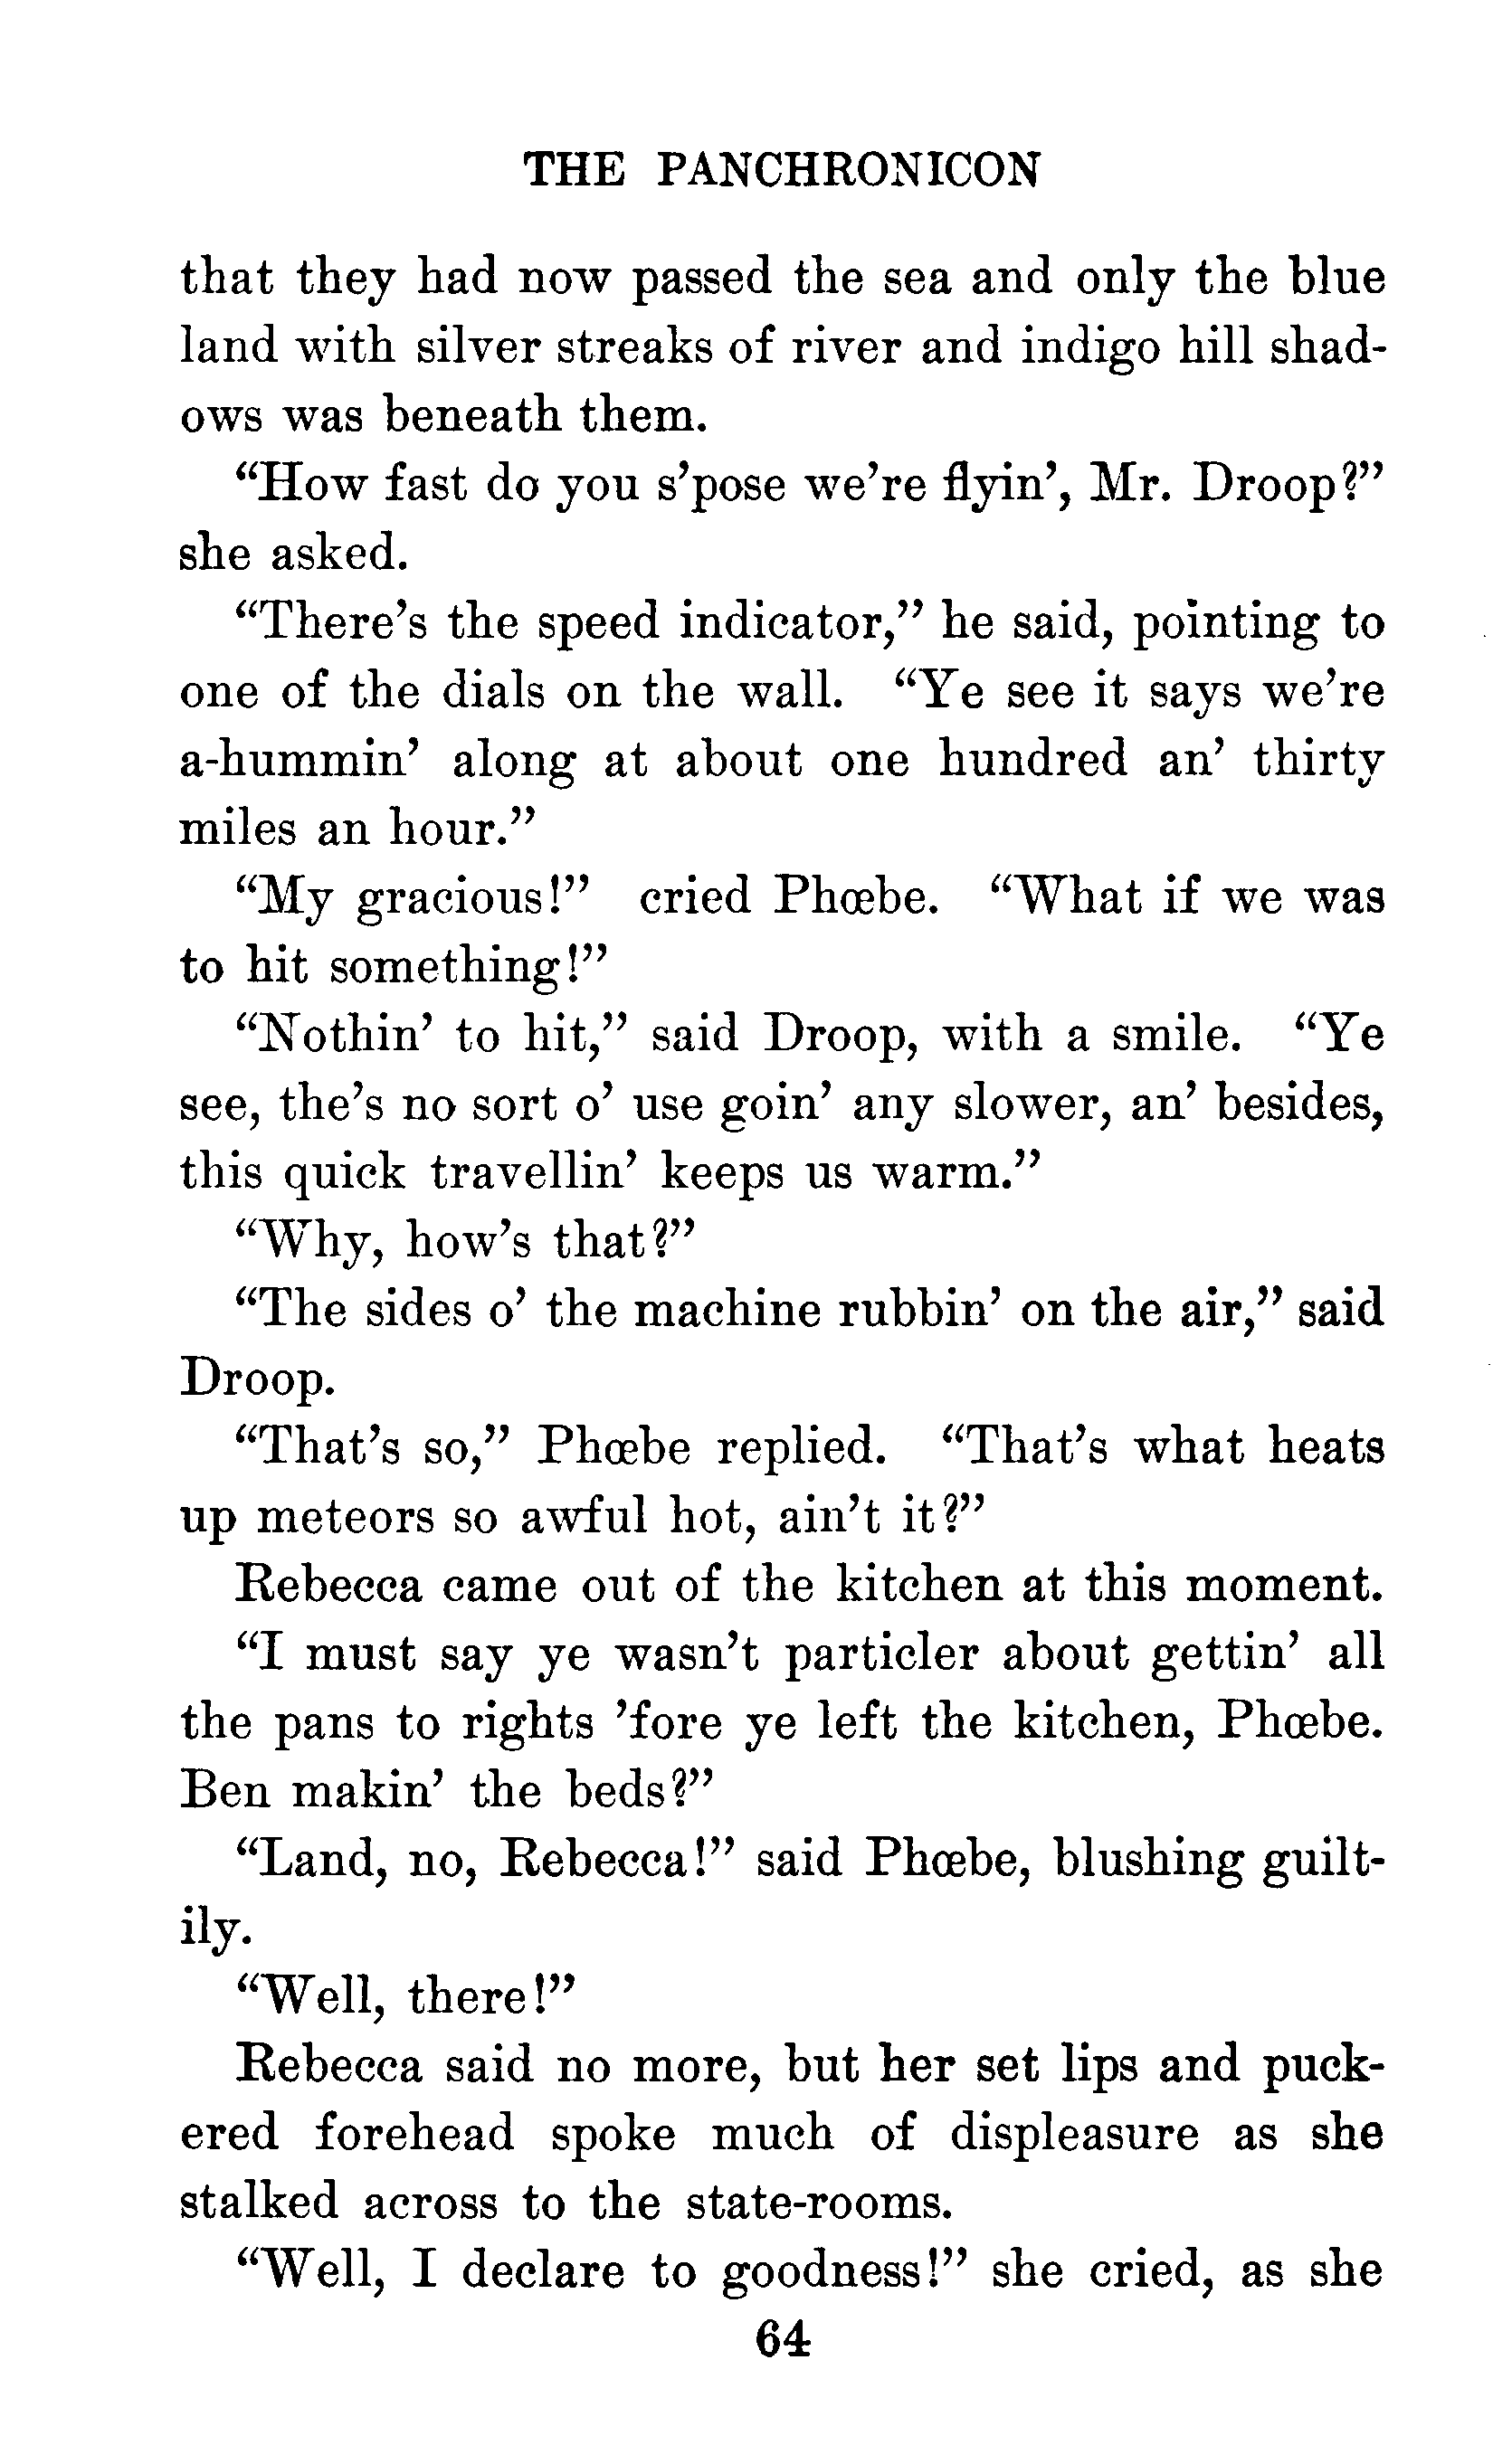 THE PANCHRONICON
that they had now passed the sea and only the blue
land with silver streaks of river and indigo hill shad-
ows was beneath them.
“How fast do you s’pose we’re flyin’, Mr. Droop?”
she asked.
“There’s the speed indicator,” he said, pointing to
one of the dials on the wall. “Ye see it says we’re
a-hummin’ along at about one hundred an’ thirty
miles an hour.”
“My gracious!” cried Phœbe. “What if we was
to hit something!”
“Nothin’ to hit,” said Droop, with a smile. “Ye
see, the’s no sort o’ use goin’ any slower, an’ besides,
this quick travellin’ keeps us warm.”
“Why, how’s that?”
“The sides o’ the machine rubbin’ on the air,” said
Droop.
“That’s so,” Phœbe replied. “That’s what heats
up meteors so awful hot, ain’t it?”
Rebecca came out of the kitchen at this moment.
“I must say ye wasn’t particler about gettin’ all
the pans to rights ’fore ye left the kitchen, Phœbe.
Ben makin’ the beds?”
“Land, no, Rebecca!” said Phœbe, blushing guilt-
ily.
“Well, there!”
Rebecca said no more, but her set lips and puck-
ered forehead spoke much of displeasure as she
stalked across to the state-rooms.
“Well, I declare to goodness!” she cried, as she
64